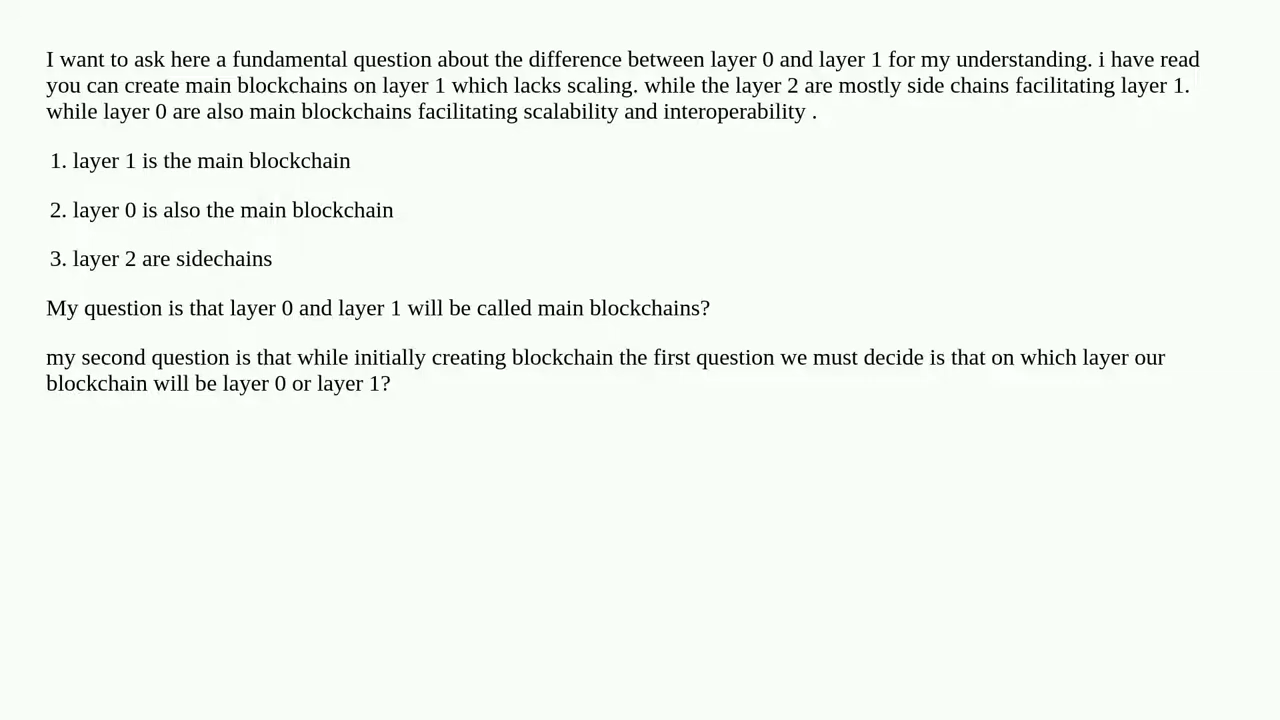 I want to ask here a fundamental question about the difference between layer 0 and layer 1 for my understanding. i have read
you can create main blockchains on layer 1 which lacks scaling. while the layer 2 are mostly side chains facilitating layer 1.
while layer 0 are also main blockchains facilitating scalability and interoperability .
1. layer 1 is the main blockchain
2. layer 0 is also the main blockchain
3. layer 2 are sidechains
My question is that layer 0 and layer 1 will be called main blockchains?
my second question is that while initially creating blockchain the first question we must decide is that on which layer our
blockchain will be layer 0 or layer 1?